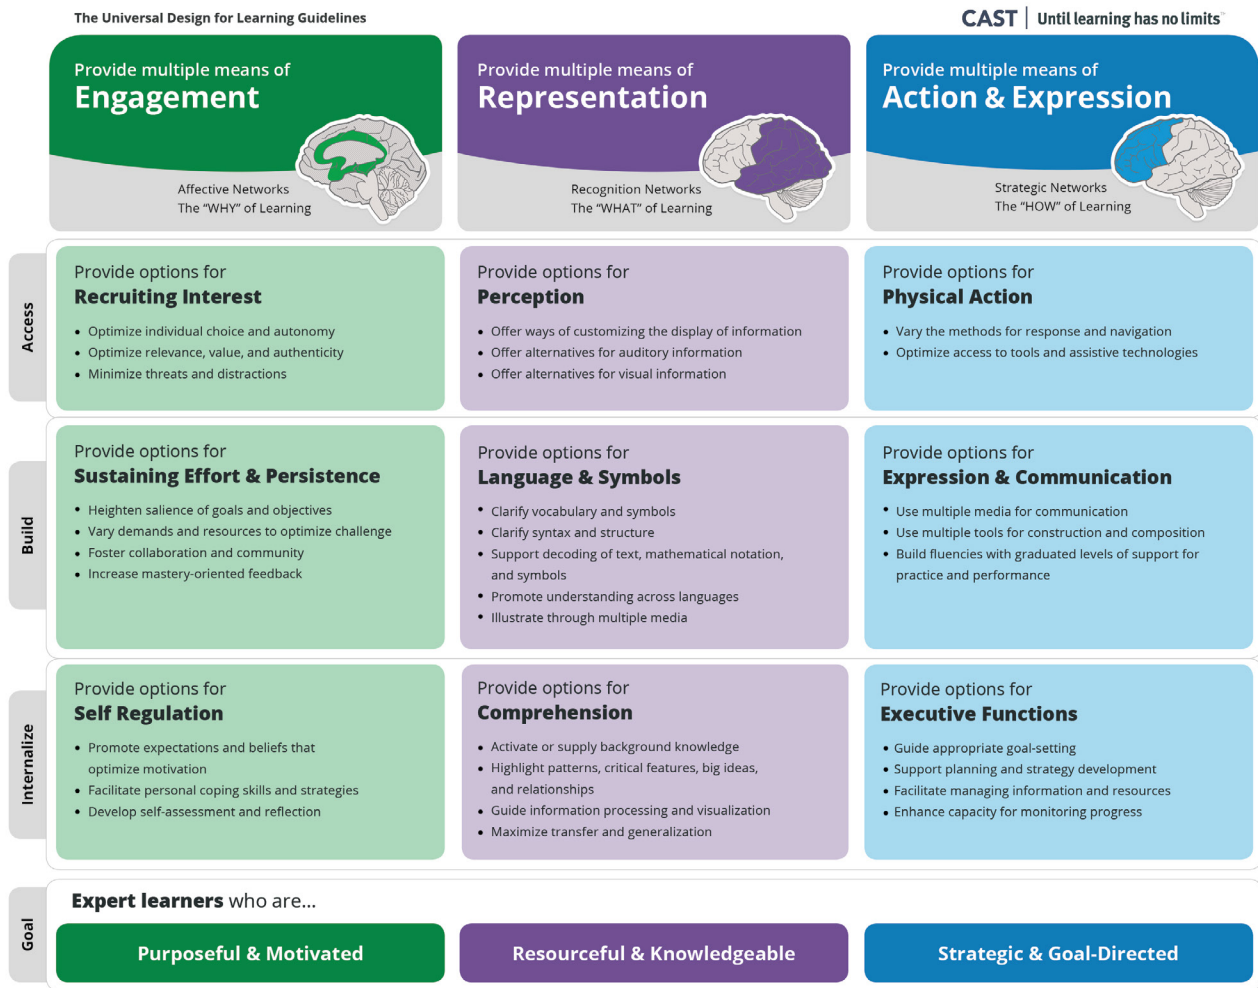 The Universal Design for Learning Guidelines
CAST | Until learning has no limits™
Provide multiple means of
Engagement
Affective Networks
The “WHY” of Learning
Provide multiple means of
Representation
Recognition Networks
The “WHAT” of Learning
Provide multiple means of
Action & Expression
Strategic Networks
The “HOW” of Learning
Access
Provide options for
Recruiting Interest
• Optimize individual choice and autonomy
• Optimize relevance, value, and authenticity
• Minimize threats and distractions
Provide options for
Perception
• Offer ways of customizing the display of information
• Offer alternatives for auditory information
• Offer alternatives for visual information
Provide options for
Physical Action
• Vary the methods for response and navigation
• Optimize access to tools and assistive technologies
Build
Provide options for
Sustaining Effort & Persistence
• Heighten salience of goals and objectives
• Vary demands and resources to optimize challenge
• Foster collaboration and community
• Increase mastery-oriented feedback
Provide options for
Language & Symbols
• Clarify vocabulary and symbols
• Clarify syntax and structure
• Support decoding of text, mathematical notation,
and symbols
• Promote understanding across languages
• Illustrate through multiple media
Provide options for
Expression & Communication
• Use multiple media for communication
• Use multiple tools for construction and composition
• Build fluencies with graduated levels of support for
practice and performance
Internalize
Provide options for
Self Regulation
• Promote expectations and beliefs that
optimize motivation
• Facilitate personal coping skills and strategies
• Develop self-assessment and reflection
Provide options for
Comprehension
• Activate or supply background knowledge
• Highlight patterns, critical features, big ideas,
and relationships
• Guide information processing and visualization
• Maximize transfer and generalization
Provide options for
Executive Functions
• Guide appropriate goal-setting
• Support planning and strategy development
• Facilitate managing information and resources
• Enhance capacity for monitoring progress
Goal
Expert learners who are...
Purposeful & Motivated
Resourceful & Knowledgeable
Strategic & Goal-Directed